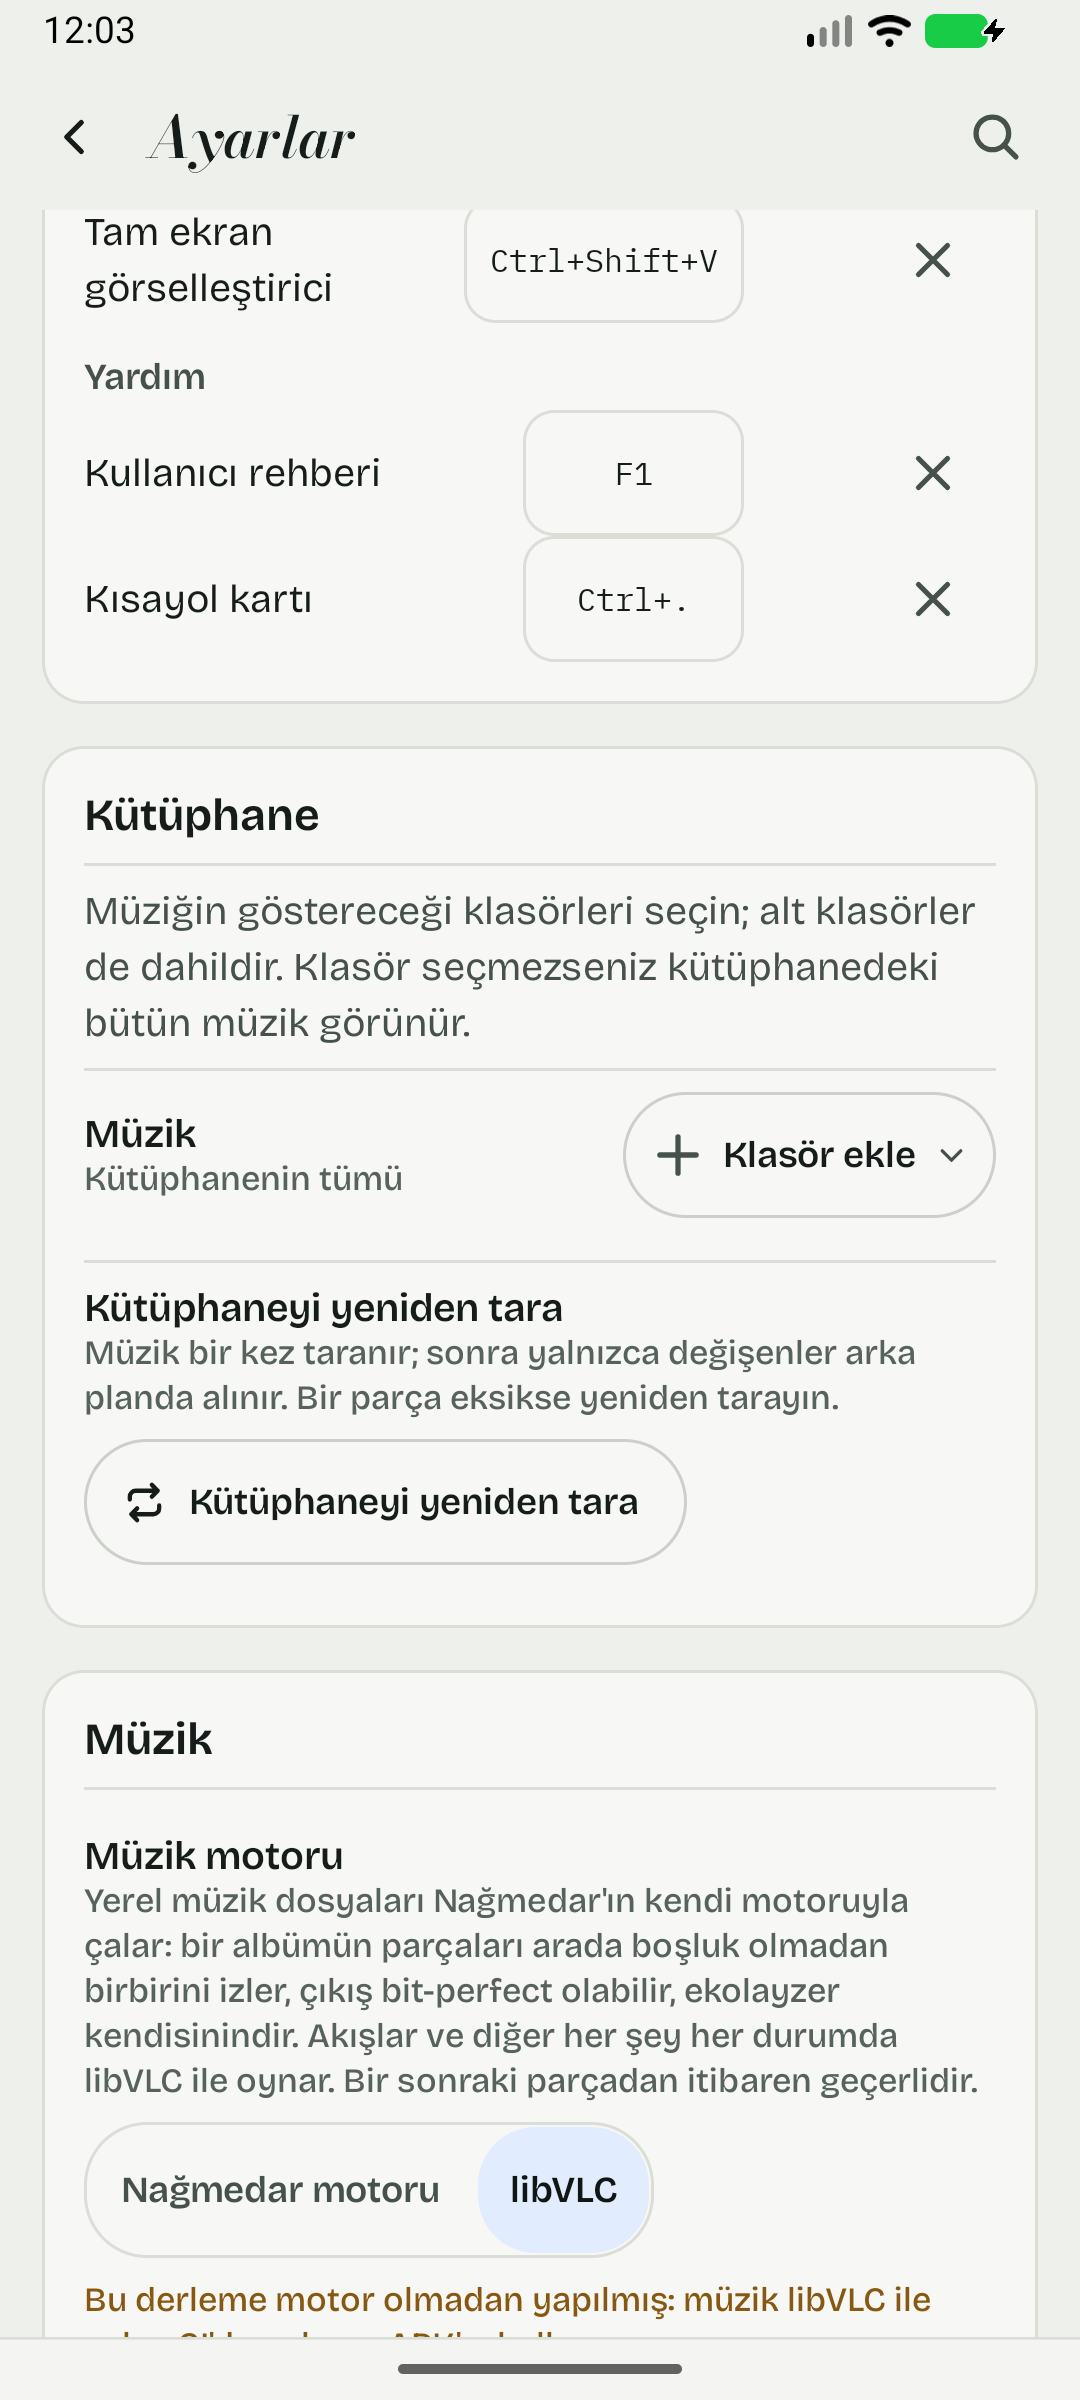 12:03
Ayarlar
Tam ekran
görselleştirici
Ctrl+Shift+V
Yardım
Kullanıcı rehberi
F1
Kısayol kartı
Ctrl+.
Kütüphane
Müziğin göstereceği klasörleri seçin; alt klasörler
de dahildir. Klasör seçmezseniz kütüphanedeki
bütün müzik görünür.
Müzik
Kütüphanenin tümü
Klasör ekle
Kütüphaneyi yeniden tara
Müzik bir kez taranır; sonra yalnızca değişenler arka
planda alınır. Bir parça eksikse yeniden tarayın.
Kütüphaneyi yeniden tara
Müzik
Müzik motoru
Yerel müzik dosyaları Nağmedar'ın kendi motoruyla
çalar: bir albümün parçaları arada boşluk olmadan
birbirini izler, çıkış bit-perfect olabilir, ekolayzer
kendisinindir. Akışlar ve diğer her şey her durumda
libVLC ile oynar. Bir sonraki parçadan itibaren geçerlidir.
Nağmedar motoru
libVLC
Bu derleme motor olmadan yapılmış: müzik libVLC ile